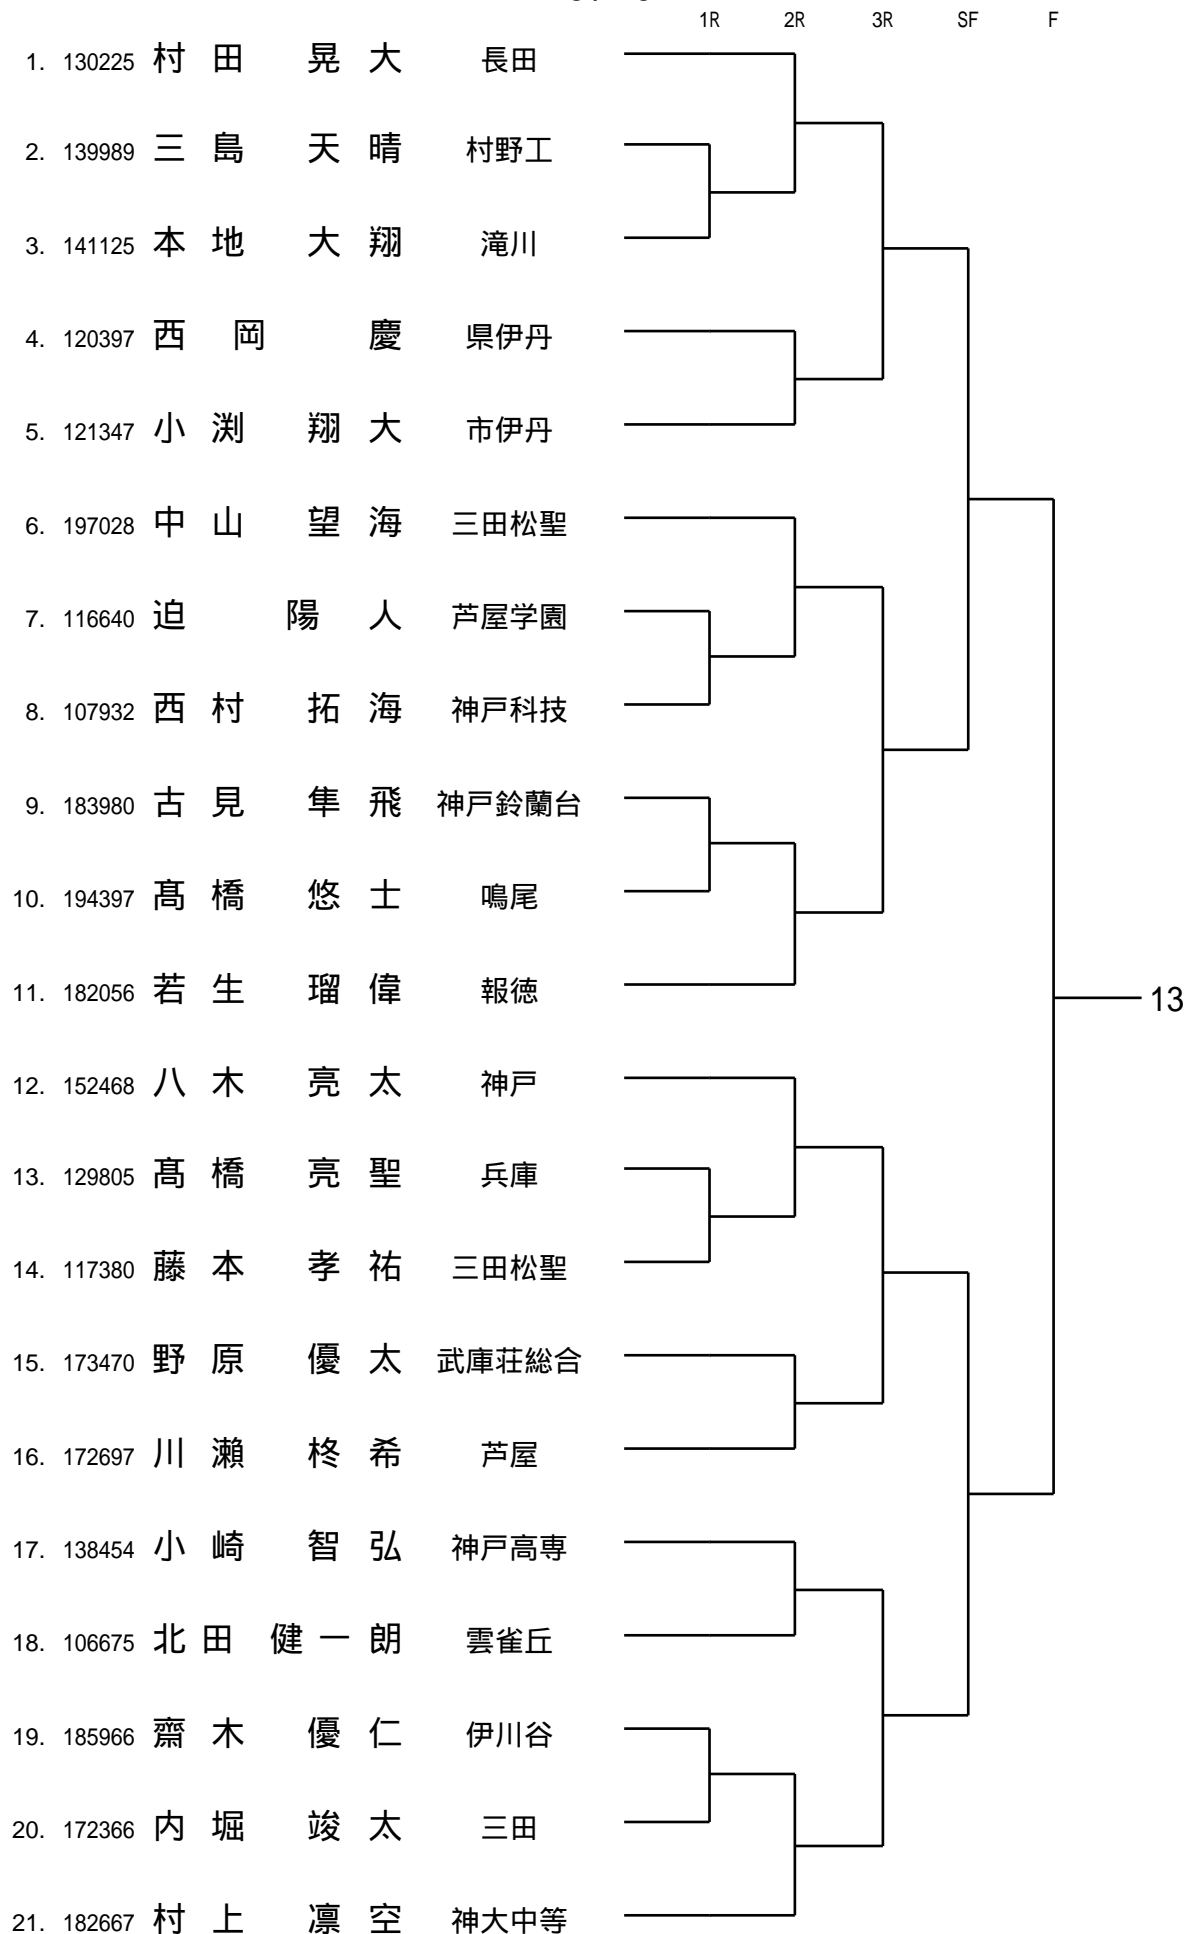 1R 2R 3R SF F
1. 130225 村田 晃大 長田
2. 139989 三島 天晴 村野工
3. 141125 本地 大翔 滝川
4. 120397 西岡 慶 県伊丹
5. 121347 小渕 翔大 市伊丹
6. 197028 中山 望海 三田松聖
7. 116640 迫 陽人 芦屋学園
8. 107932 西村 拓海 神戸科技
9. 183980 古見 隼飛 神戸鈴蘭台
10. 194397 髙橋 悠士 鳴尾
11. 182056 若生 瑠偉 報徳
13
12. 152468 八木 亮太 神戸
13. 129805 髙橋 亮聖 兵庫
14. 117380 藤本 孝祐 三田松聖
15. 173470 野原 優太 武庫荘総合
16. 172697 川瀬 柊希 芦屋
17. 138454 小崎 智弘 神戸高専
18. 106675 北田 健一朗 雲雀丘
19. 185966 齋木 優仁 伊川谷
20. 172366 内堀 竣太 三田
21. 182667 村上 凛空 神大中等